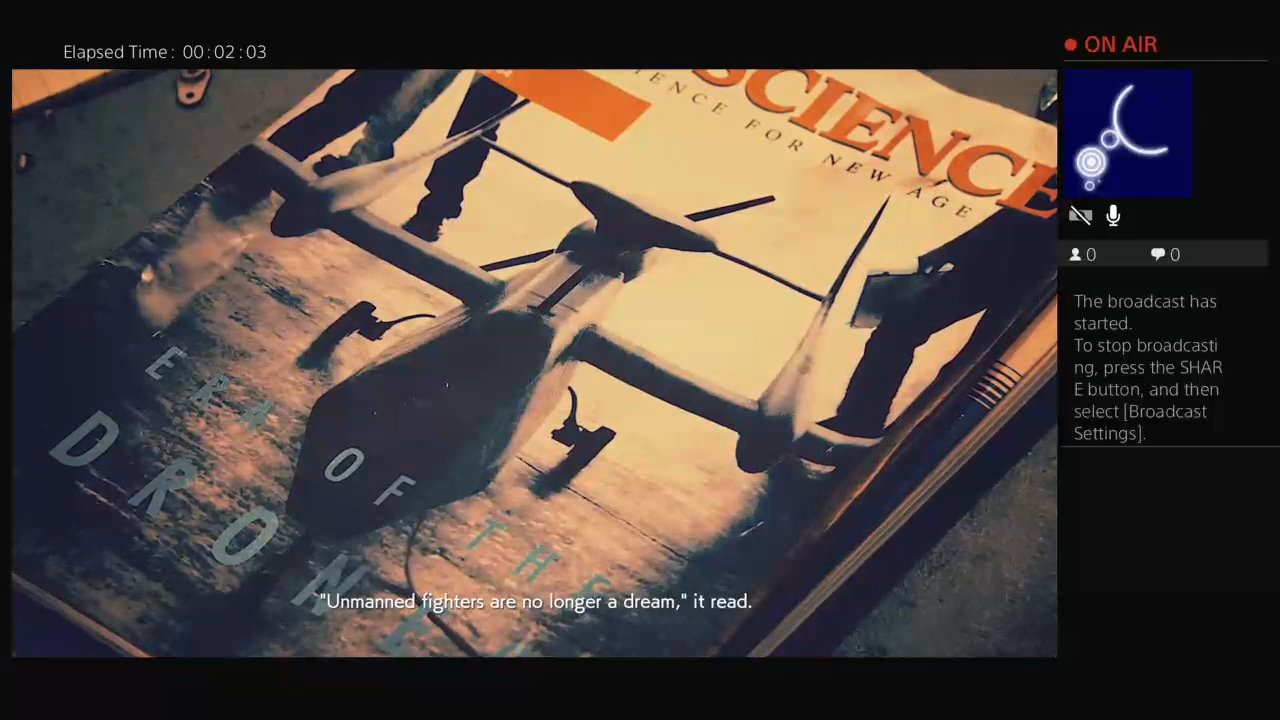 Elapsed Time: 00:02:03
ON AIR
SCIENCE
IENCE FOR NEW AGE
0
0
The broadcast has
started.
To stop broadcasti
ng, press the SHAR
E button, and then
select [Broadcast
Settings].
ERA OF THE
DRONE
"Unmanned fighters are no longer a dream," it read.